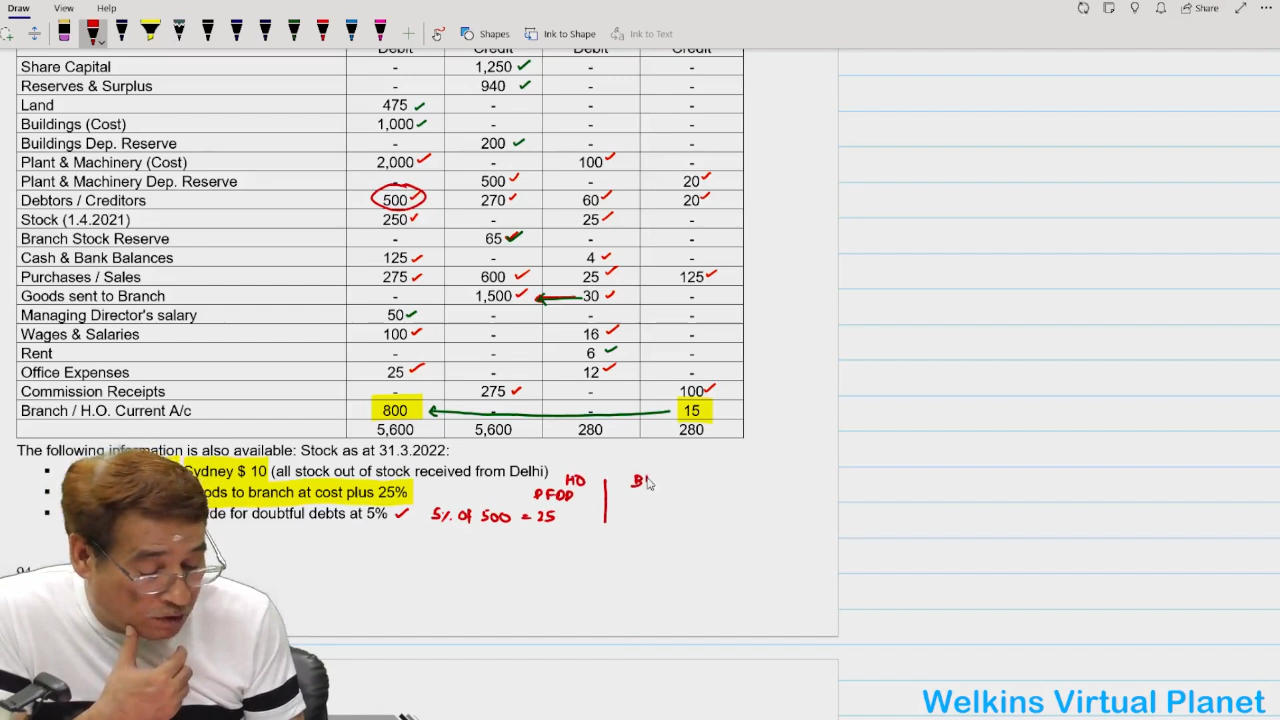 Draw View Help Share
Shapes Ink to Shape Ink to Text
Debit Credit Debit Credit
Share Capital - 1,250 - -
Reserves & Surplus - 940 - -
Land 475 - - -
Buildings (Cost) 1,000 - - -
Buildings Dep. Reserve - 200 - -
Plant & Machinery (Cost) 2,000 - 100 -
Plant & Machinery Dep. Reserve - 500 - 20
Debtors / Creditors 500 270 60 20
Stock (1.4.2021) 250 - 25 -
Branch Stock Reserve - 65 - -
Cash & Bank Balances 125 - 4 -
Purchases / Sales 275 600 25 125
Goods sent to Branch - 1,500 30 -
Managing Director's salary 50 - - -
Wages & Salaries 100 - 16 -
Rent - - 6 -
Office Expenses 25 - 12 -
Commission Receipts - 275 - 100
Branch / H.O. Current A/c 800 - - 15
5,600 5,600 280 280
The following information is also available: Stock as at 31.3.2022:
Sydney $ 10 (all stock out of stock received from Delhi)
HO
to branch at cost plus 25%
PFDD
for doubtful debts at 5% 5% of 500 = 25
Welkins Virtual Planet